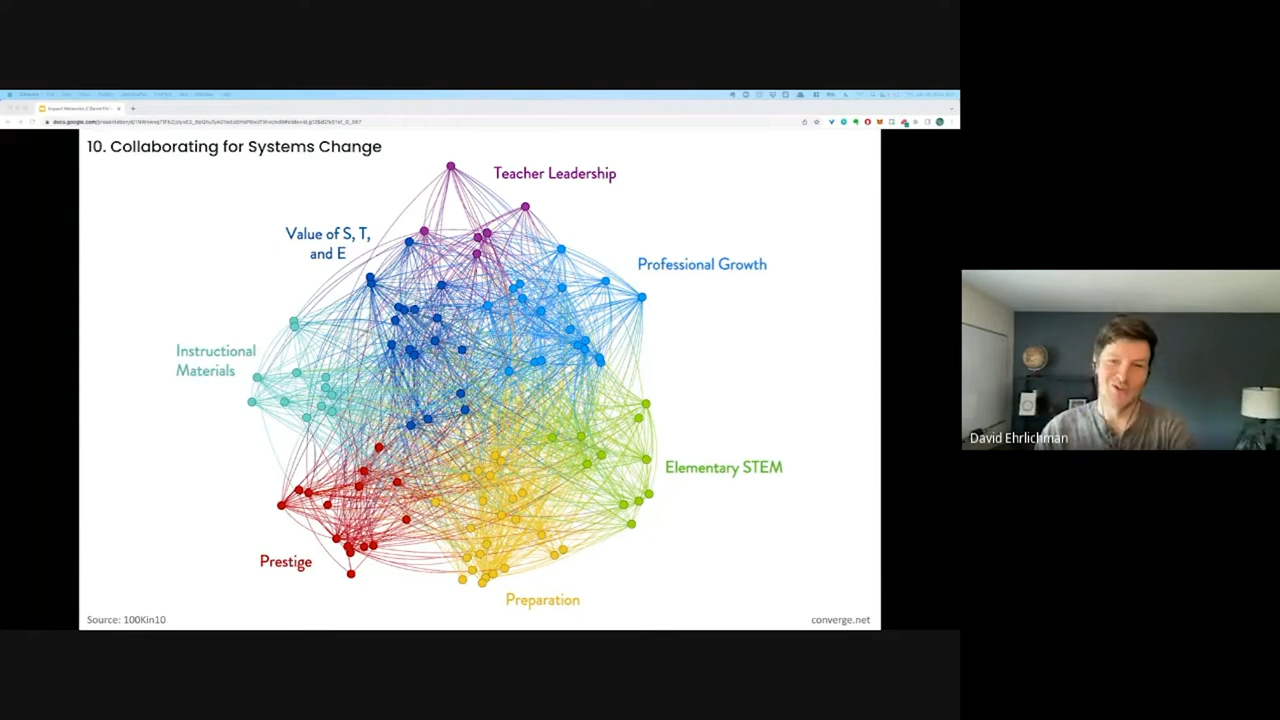 10. Collaborating for Systems Change
Teacher Leadership
Value of S, T,
and E
Professional Growth
Instructional
Materials
Elementary STEM
Prestige
Preparation
Source: 100Kin10
converge.net
David Ehrlichman